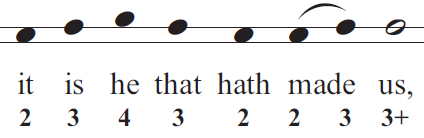 it is he that hath made us,
2 3 4 3 2 2 3 3+